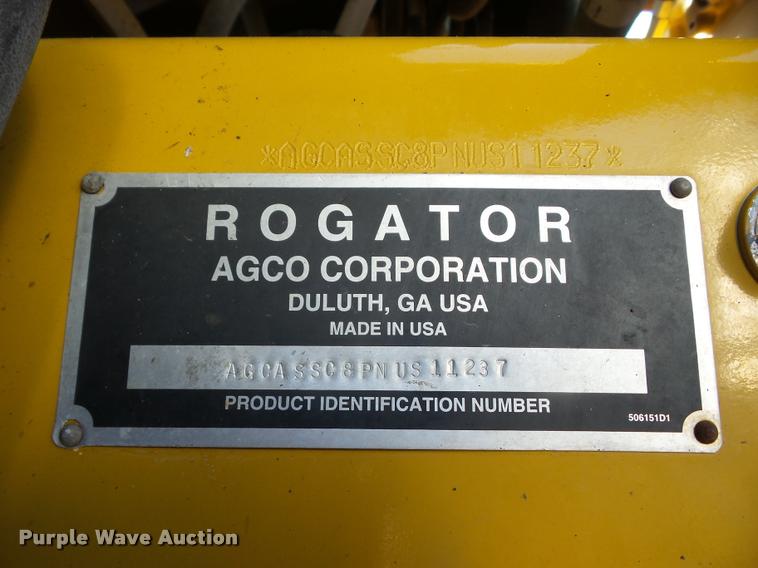 *AGCASSC8PNUS11237*
ROGATOR
AGCO CORPORATION
DULUTH, GA USA
MADE IN USA
AGCASSC8PNUS11237
PRODUCT IDENTIFICATION NUMBER
506151D1
Purple Wave Auction